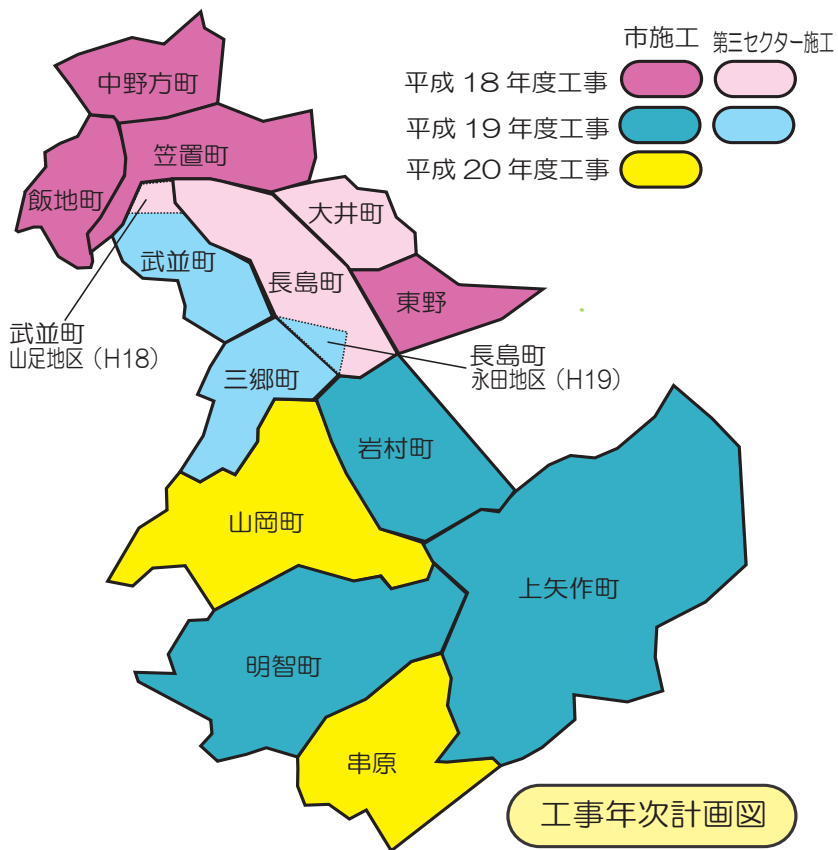 市施工 第三セクター施工
平成 18 年度工事
平成 19 年度工事
平成 20 年度工事
中野方町
笠置町
飯地町
大井町
武並町
長島町
東野
武並町
山足地区（H18）
長島町
永田地区（H19）
三郷町
岩村町
山岡町
上矢作町
明智町
串原
工事年次計画図